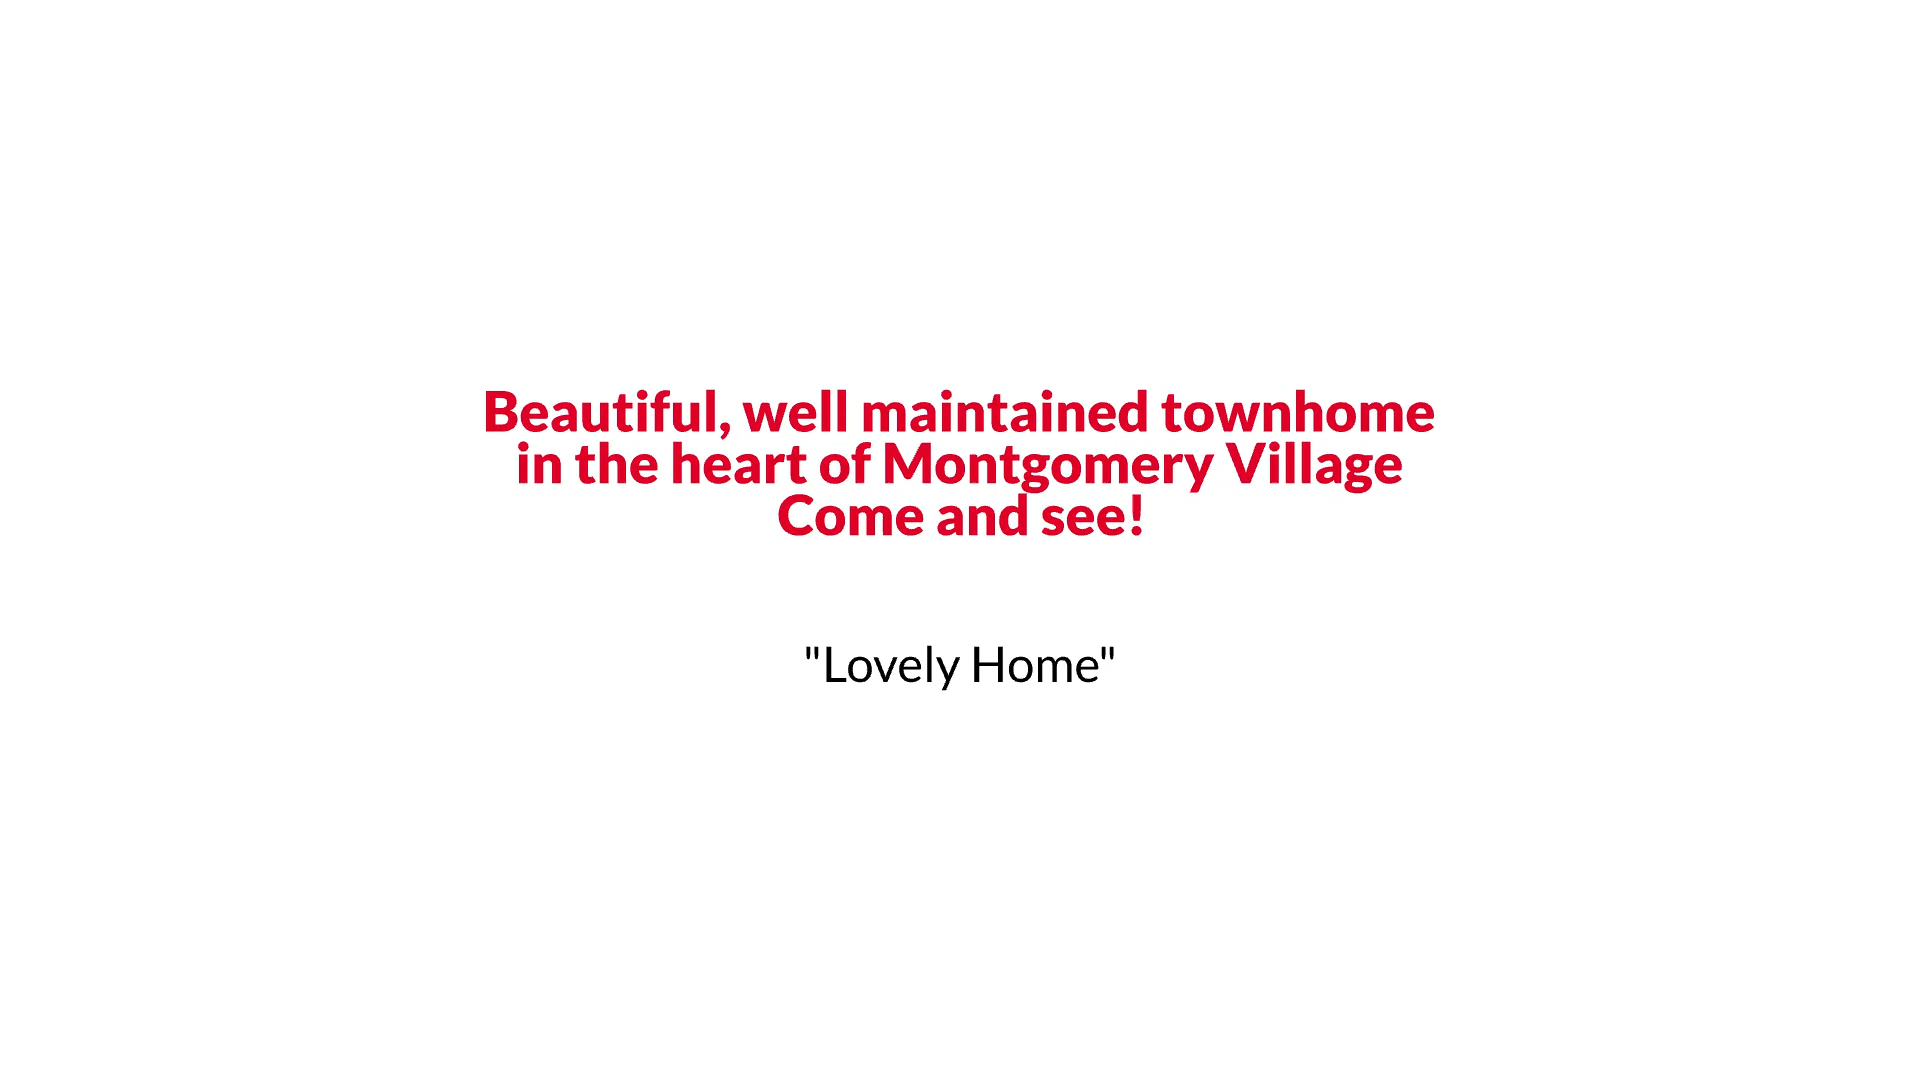 Beautiful, well maintained townhome
in the heart of Montgomery Village
Come and see!
"Lovely Home"